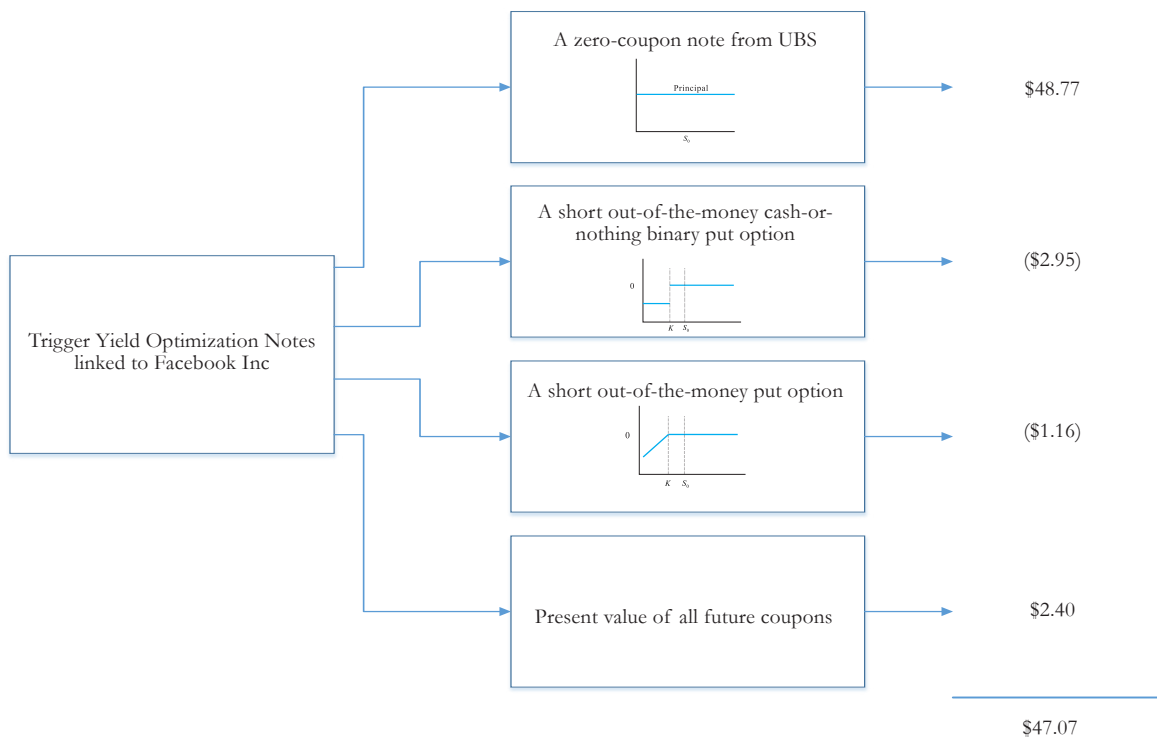 A zero-coupon note from UBS
Principal
S0
$48.77
A short out-of-the-money cash-or-
nothing binary put option
0
K S0
($2.95)
Trigger Yield Optimization Notes
linked to Facebook Inc
A short out-of-the-money put option
0
K S0
($1.16)
Present value of all future coupons
$2.40
$47.07